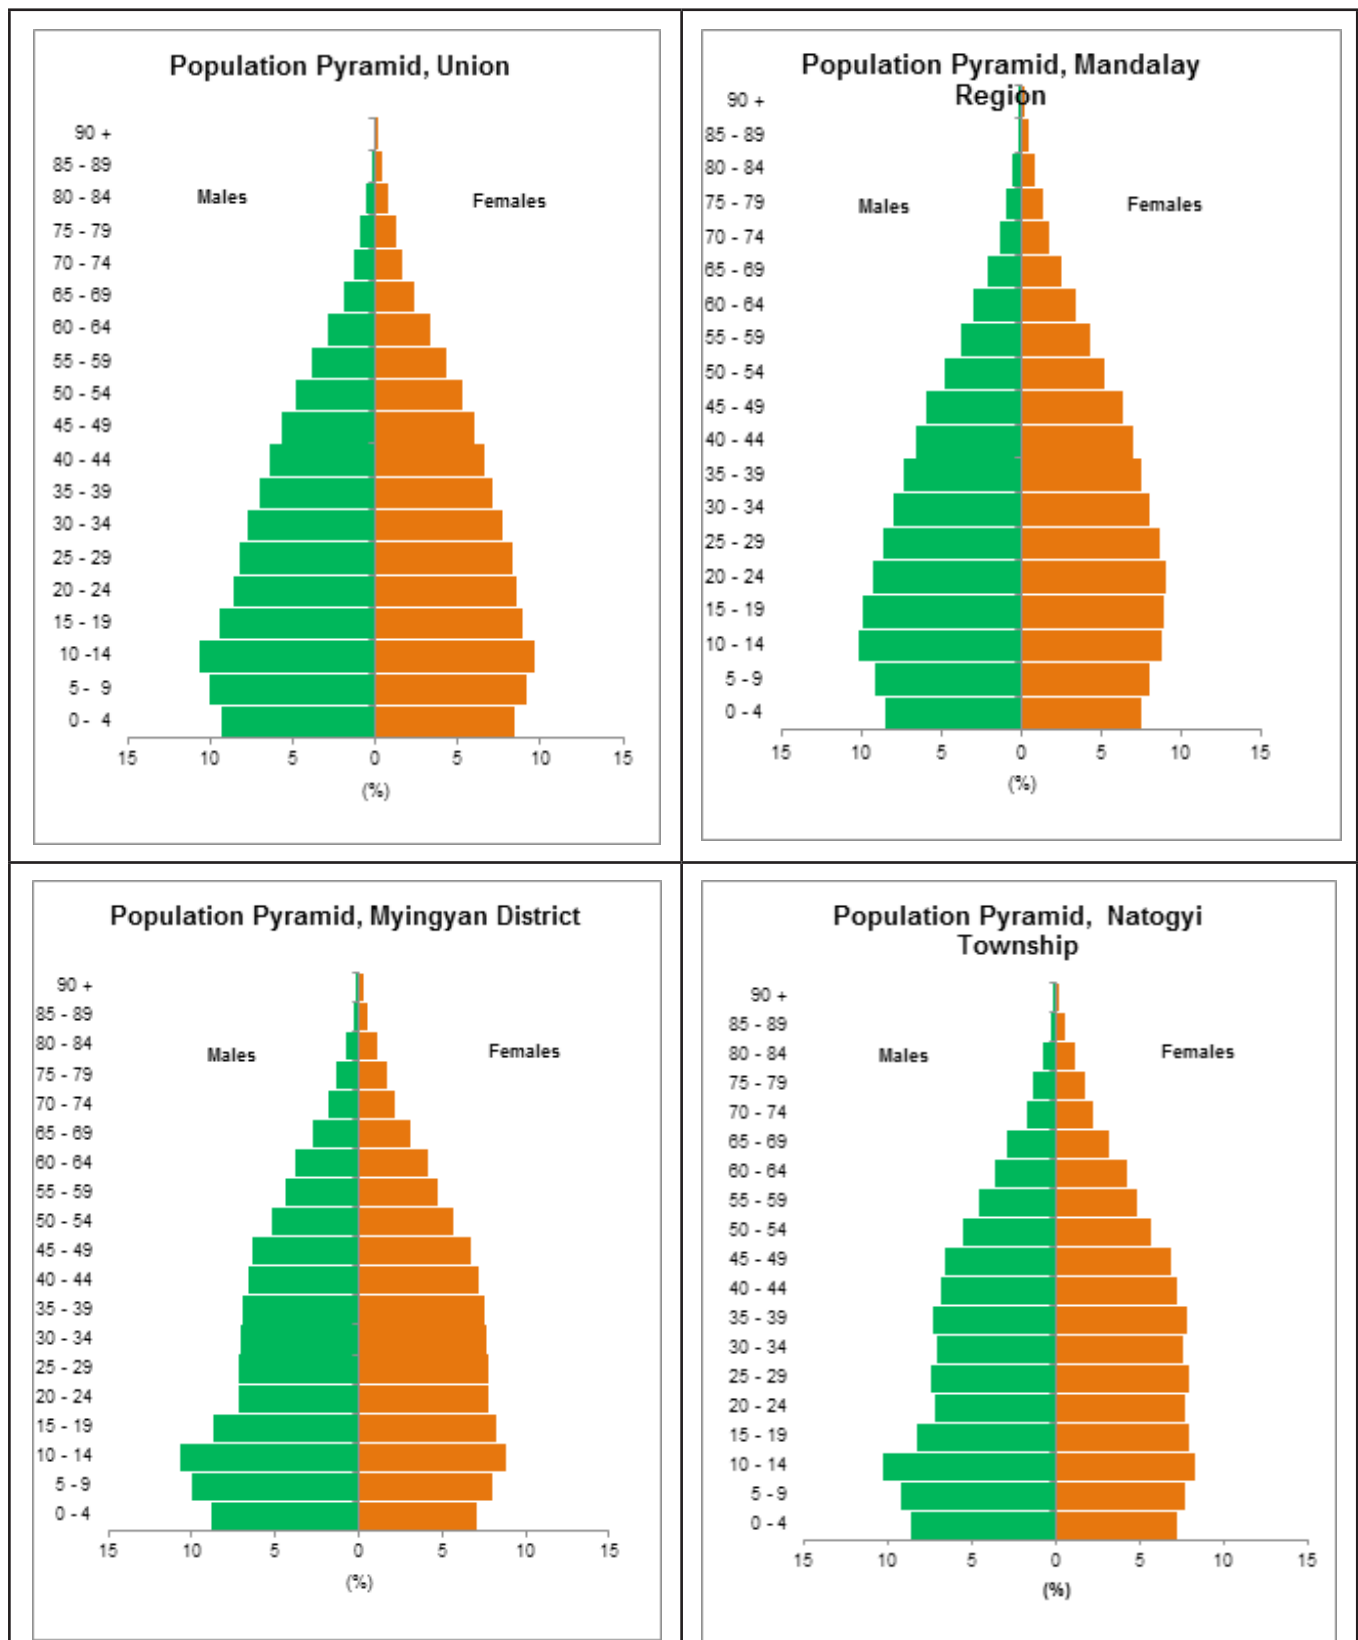 Population Pyramid, Union
90 +
85 - 89
80 - 84
75 - 79
70 - 74
65 - 69
60 - 64
55 - 59
50 - 54
45 - 49
40 - 44
35 - 39
30 - 34
25 - 29
20 - 24
15 - 19
10 -14
5 - 9
0 - 4
Males
Females
15 10 5 0 5 10 15
(%)
Population Pyramid, Mandalay
Region
90 +
85 - 89
80 - 84
75 - 79
70 - 74
65 - 69
60 - 64
55 - 59
50 - 54
45 - 49
40 - 44
35 - 39
30 - 34
25 - 29
20 - 24
15 - 19
10 - 14
5 - 9
0 - 4
Males
Females
15 10 5 0 5 10 15
(%)
Population Pyramid, Myingyan District
90 +
85 - 89
80 - 84
75 - 79
70 - 74
65 - 69
60 - 64
55 - 59
50 - 54
45 - 49
40 - 44
35 - 39
30 - 34
25 - 29
20 - 24
15 - 19
10 - 14
5 - 9
0 - 4
Males
Females
15 10 5 0 5 10 15
(%)
Population Pyramid, Natogyi
Township
90 +
85 - 89
80 - 84
75 - 79
70 - 74
65 - 69
60 - 64
55 - 59
50 - 54
45 - 49
40 - 44
35 - 39
30 - 34
25 - 29
20 - 24
15 - 19
10 - 14
5 - 9
0 - 4
Males
Females
15 10 5 0 5 10 15
(%)